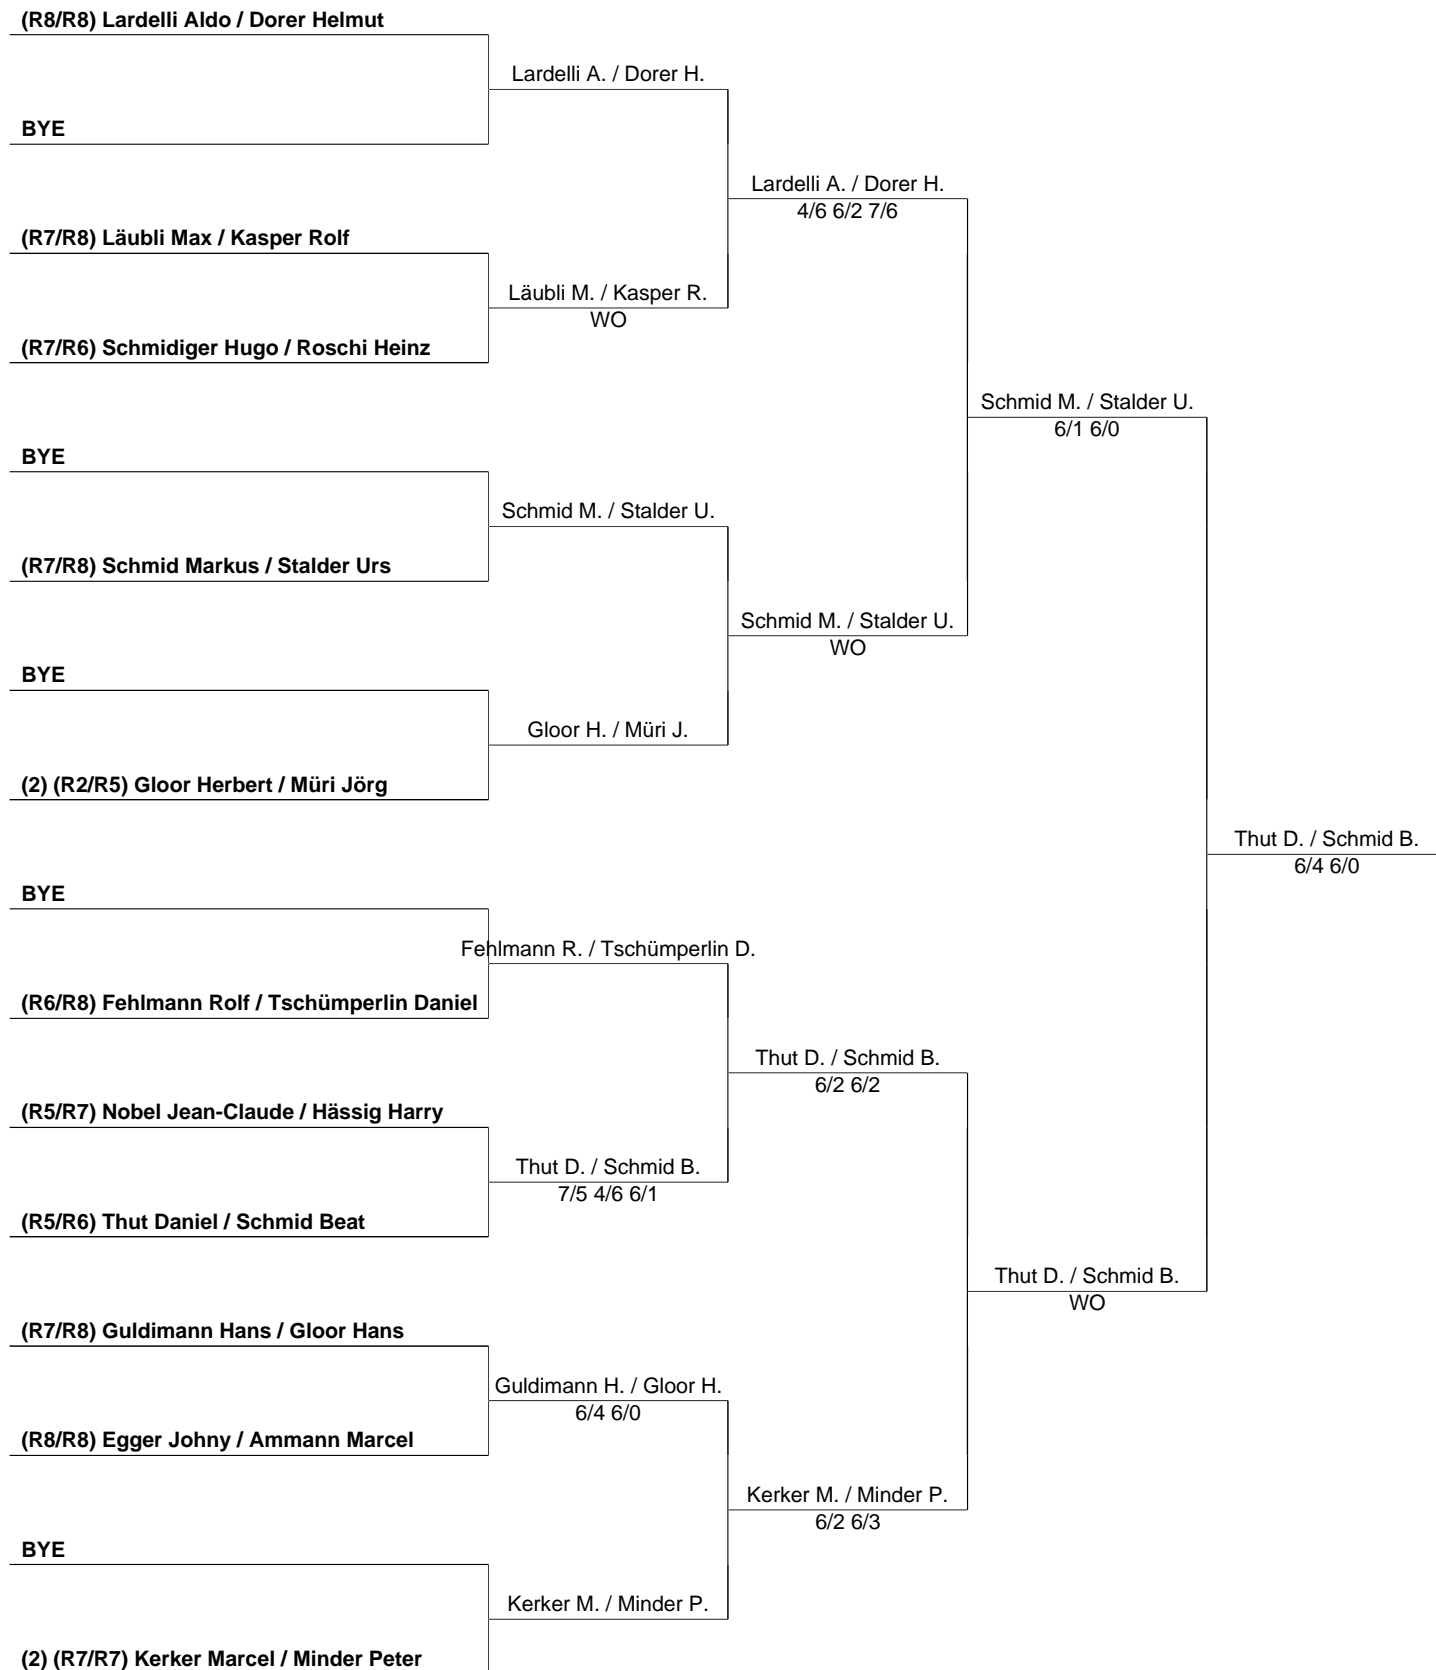 (R8/R8) Lardelli Aldo / Dorer Helmut
Lardelli A. / Dorer H.
BYE
Lardelli A. / Dorer H.
4/6 6/2 7/6
(R7/R8) Läubli Max / Kasper Rolf
Läubli M. / Kasper R.
WO
(R7/R6) Schmidiger Hugo / Roschi Heinz
Schmid M. / Stalder U.
6/1 6/0
BYE
Schmid M. / Stalder U.
(R7/R8) Schmid Markus / Stalder Urs
Schmid M. / Stalder U.
WO
BYE
Gloor H. / Müri J.
(2) (R2/R5) Gloor Herbert / Müri Jörg
Thut D. / Schmid B.
6/4 6/0
BYE
Fehlmann R. / Tschümperlin D.
(R6/R8) Fehlmann Rolf / Tschümperlin Daniel
Thut D. / Schmid B.
6/2 6/2
(R5/R7) Nobel Jean-Claude / Hässig Harry
Thut D. / Schmid B.
7/5 4/6 6/1
(R5/R6) Thut Daniel / Schmid Beat
Thut D. / Schmid B.
WO
(R7/R8) Guldimann Hans / Gloor Hans
Guldimann H. / Gloor H.
6/4 6/0
(R8/R8) Egger Johny / Ammann Marcel
Kerker M. / Minder P.
6/2 6/3
BYE
Kerker M. / Minder P.
(2) (R7/R7) Kerker Marcel / Minder Peter